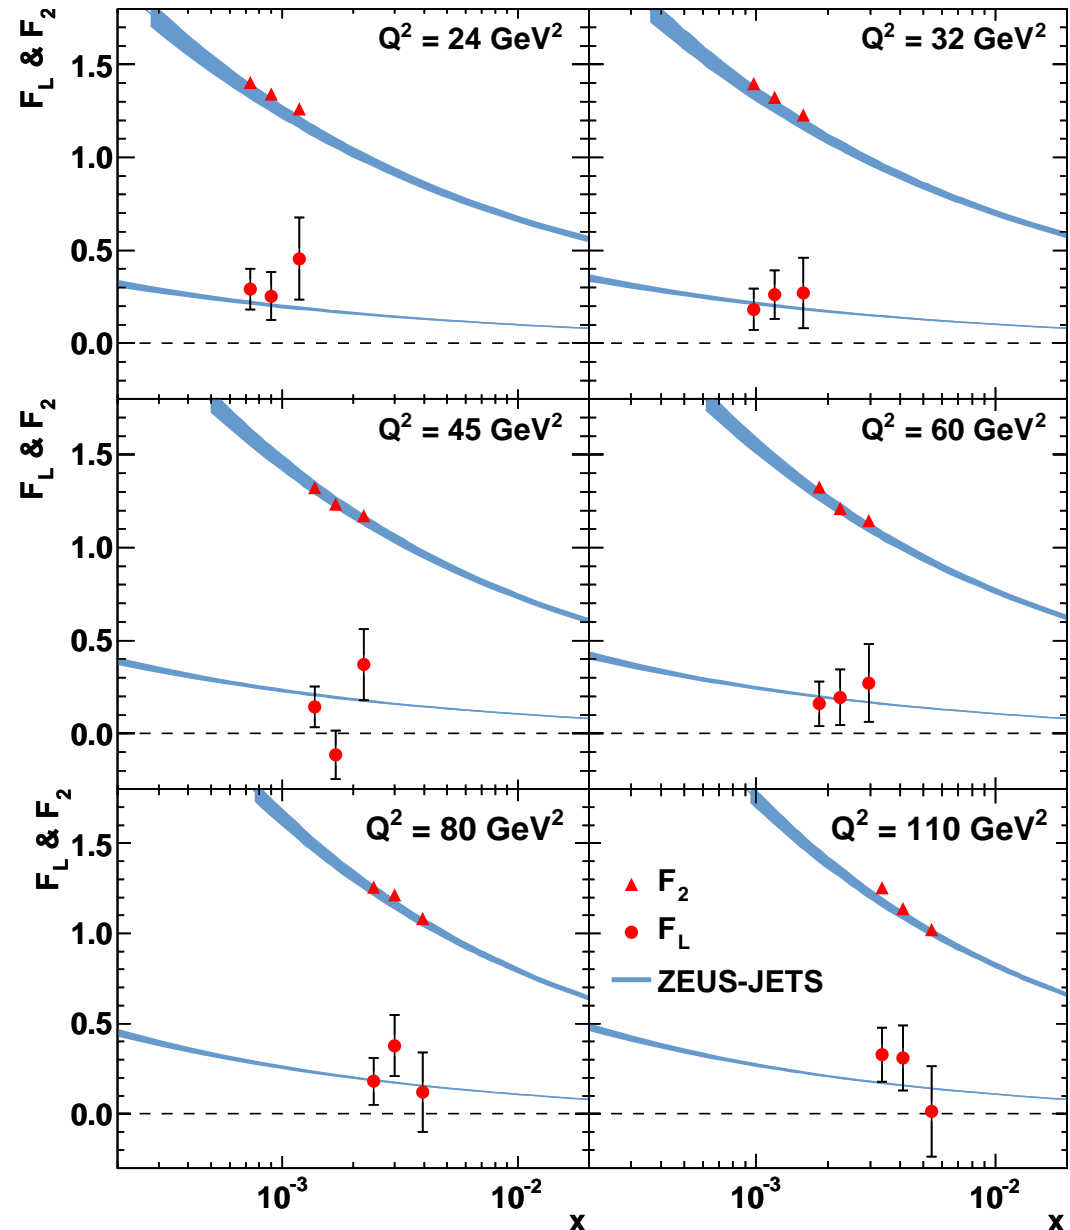 F_L & F_2
Q² = 24 GeV²
Q² = 32 GeV²
1.5
1.0
0.5
0.0
F_L & F_2
Q² = 45 GeV²
Q² = 60 GeV²
1.5
1.0
0.5
0.0
F_L & F_2
Q² = 80 GeV²
Q² = 110 GeV²
1.5
1.0
0.5
0.0
F_2
F_L
ZEUS-JETS
10⁻³
10⁻²
10⁻³
10⁻²
x
x